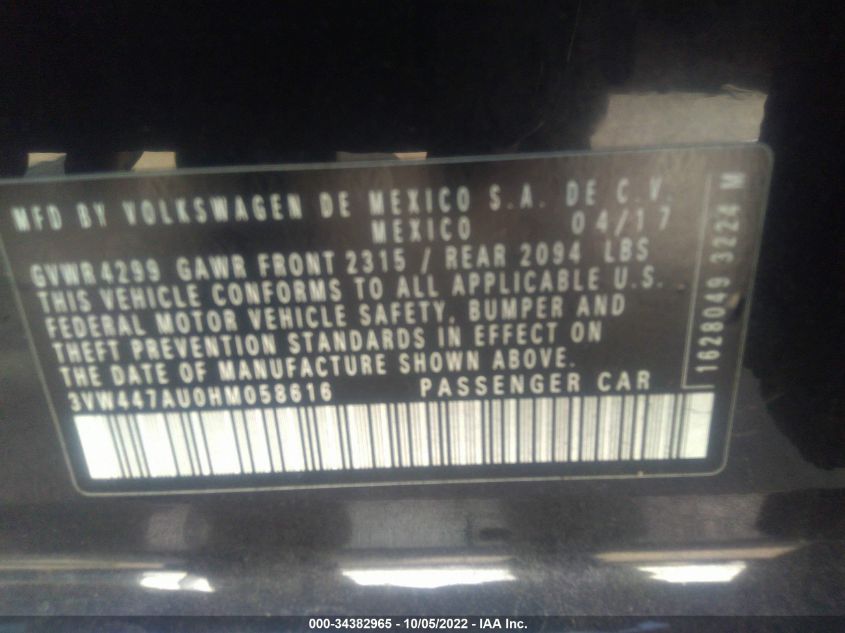 MFD BY VOLKSWAGEN DE MEXICO S.A. DE C.V.
MEXICO 04/17
GVWR 4299 GAWR FRONT 2315 / REAR 2094 LBS
THIS VEHICLE CONFORMS TO ALL APPLICABLE U.S.
FEDERAL MOTOR VEHICLE SAFETY, BUMPER AND
THEFT PREVENTION STANDARDS IN EFFECT ON
THE DATE OF MANUFACTURE SHOWN ABOVE.
3VW447AU0HM058616 PASSENGER CAR
1628049 3224 M
000-34382965 - 10/05/2022 - IAA Inc.